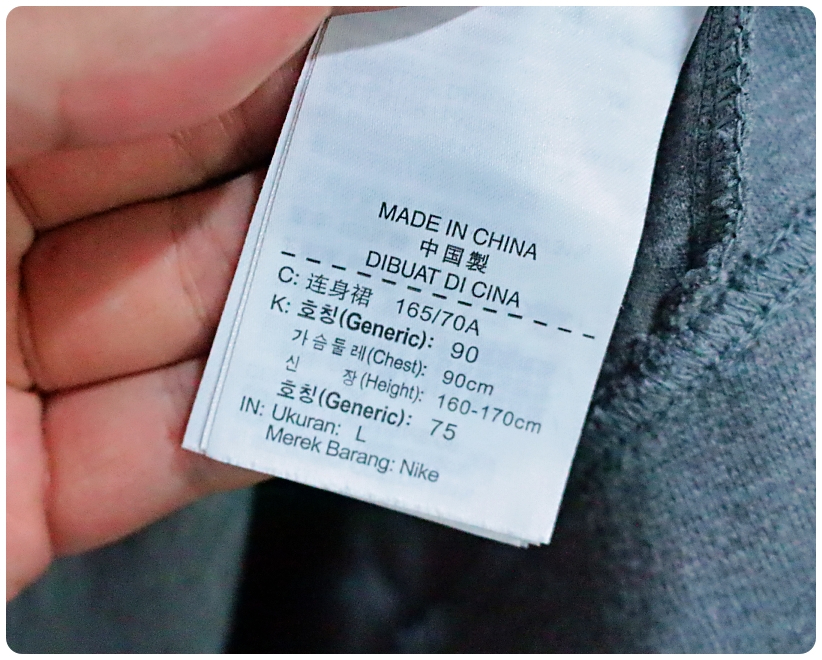 MADE IN CHINA
中国製
DIBUAT DI CINA
C: 连身裙 165/70A
K: 호칭(Generic): 90
가슴둘레(Chest): 90cm
신 장(Height): 160-170cm
호칭(Generic): 75
IN: Ukuran: L
Merek Barang: Nike